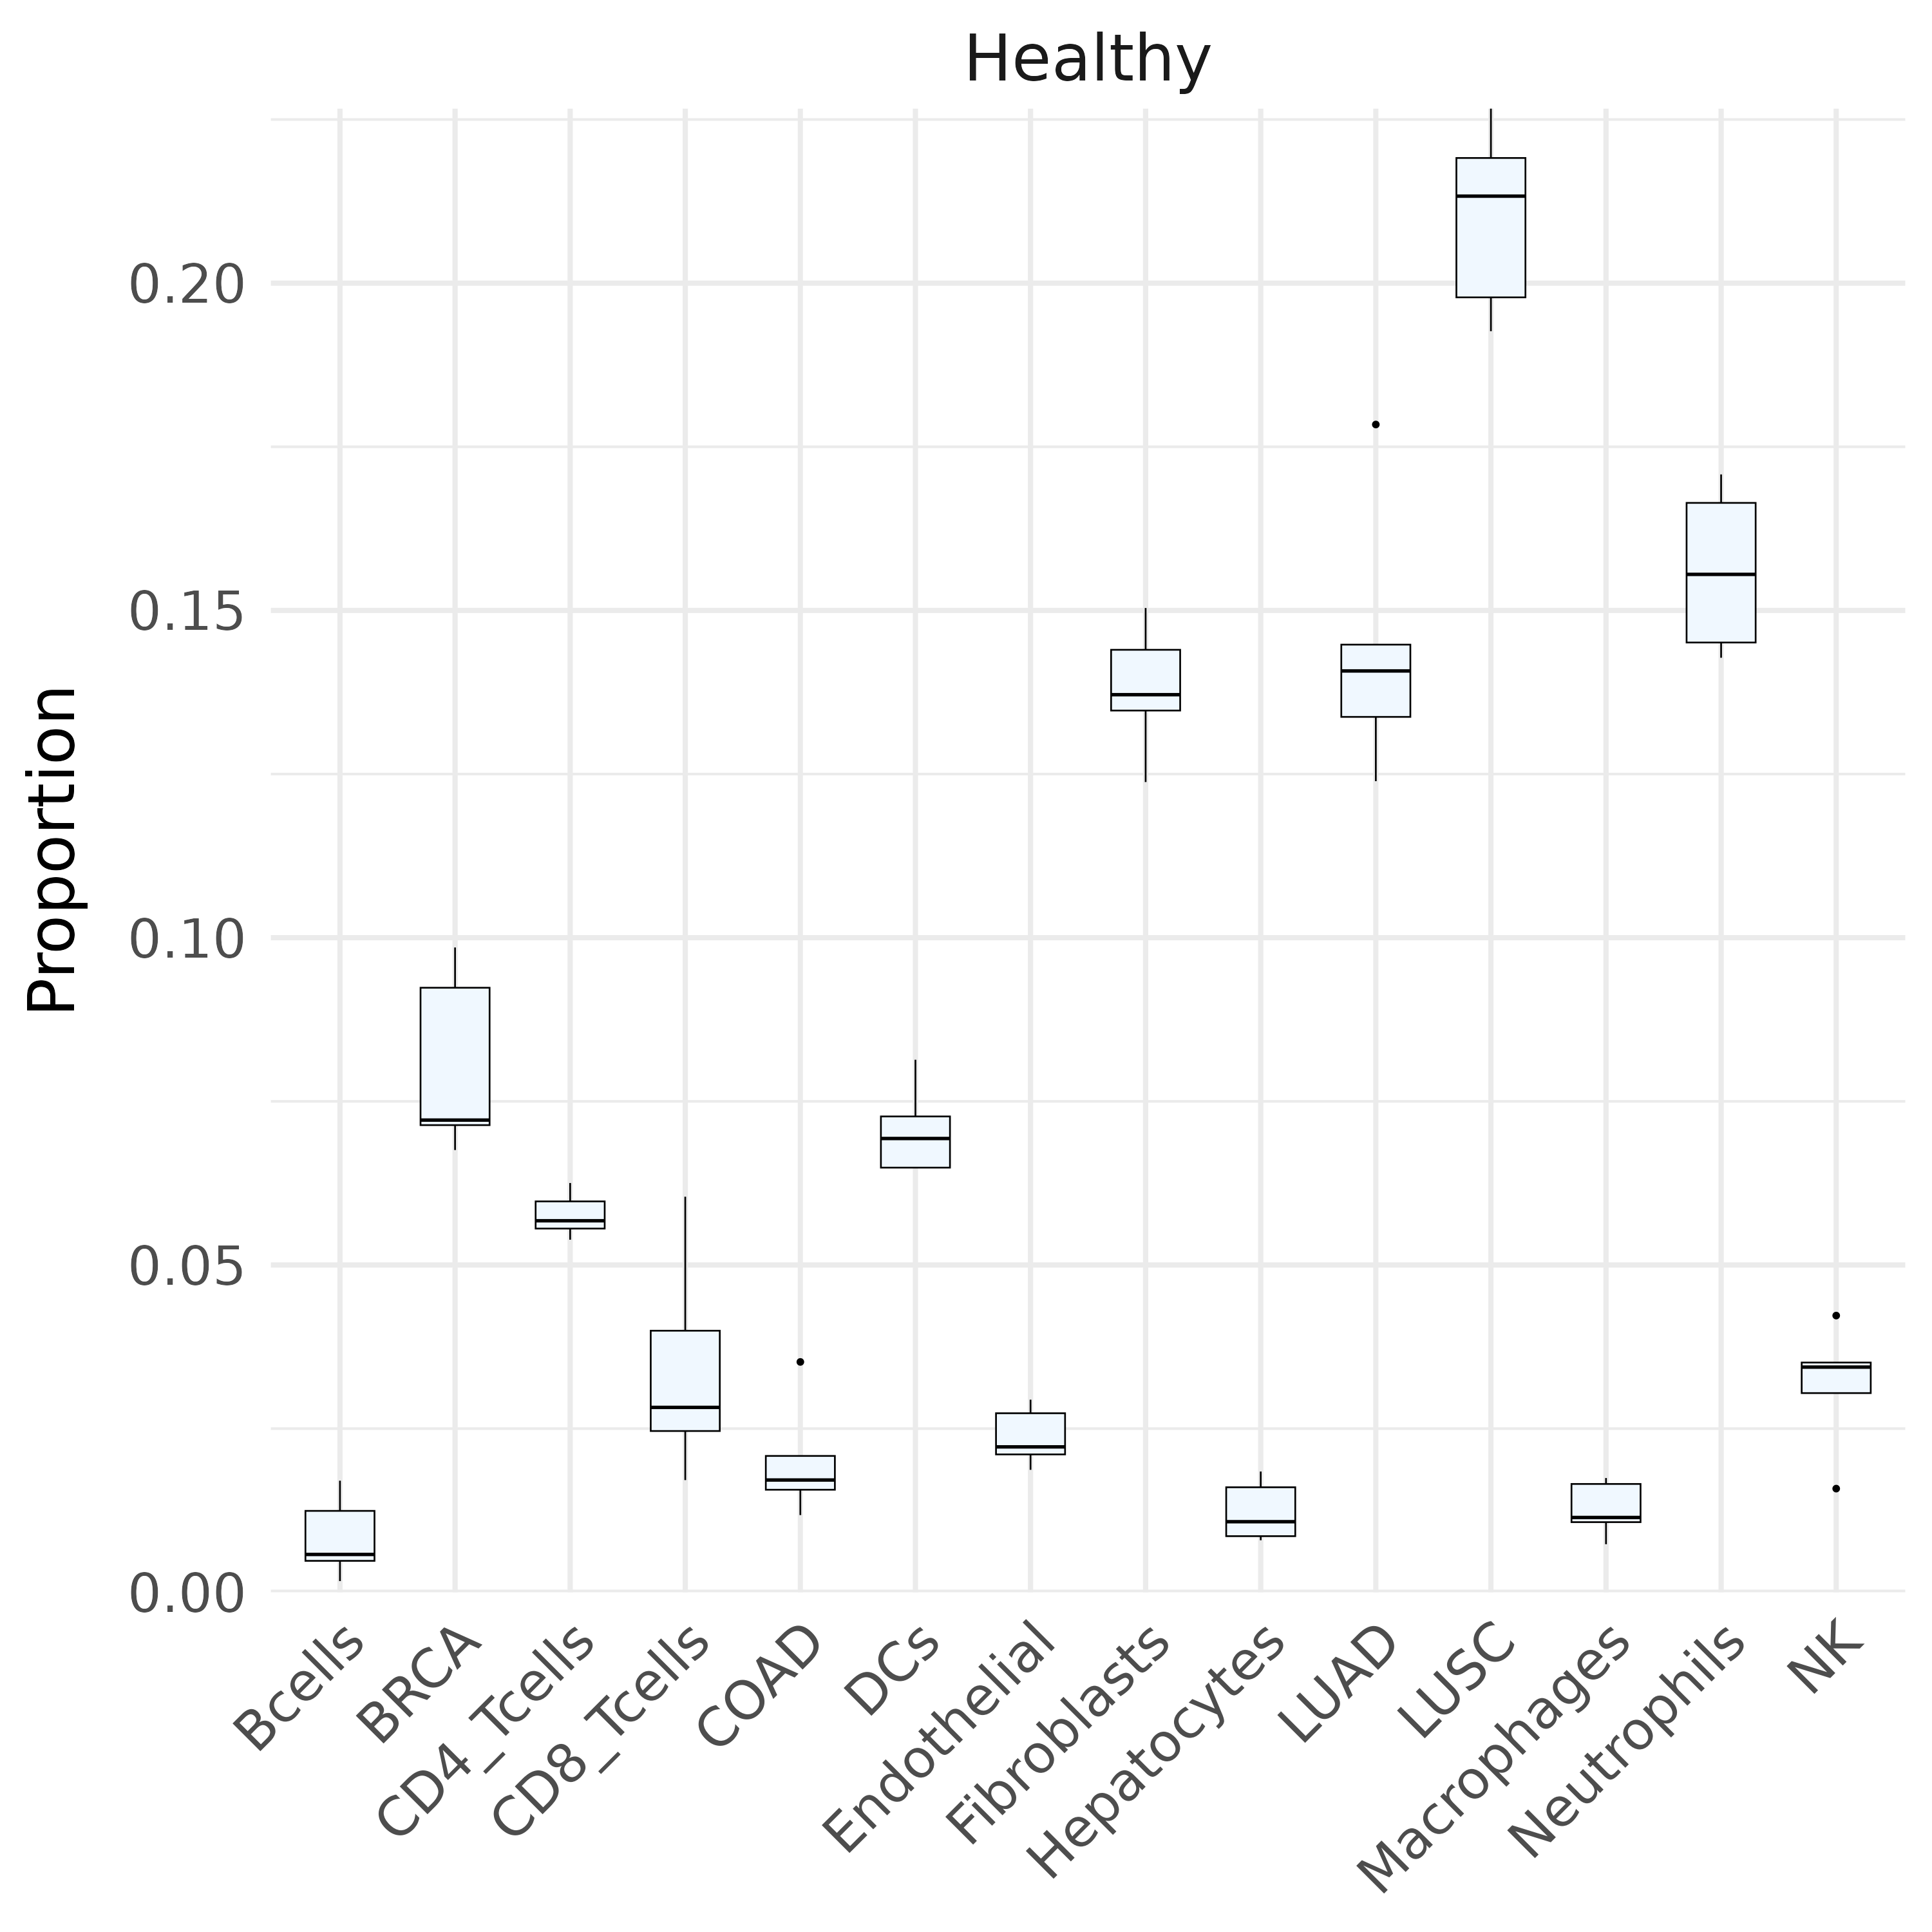 Healthy
Proportion
0.20
0.15
0.10
0.05
0.00
Bcells
BRCA
CD4_Tcells
CD8_Tcells
COAD
DCs
Endothelial
Fibroblasts
Hepatocytes
LUAD
LUSC
Macrophages
Neutrophils
NK